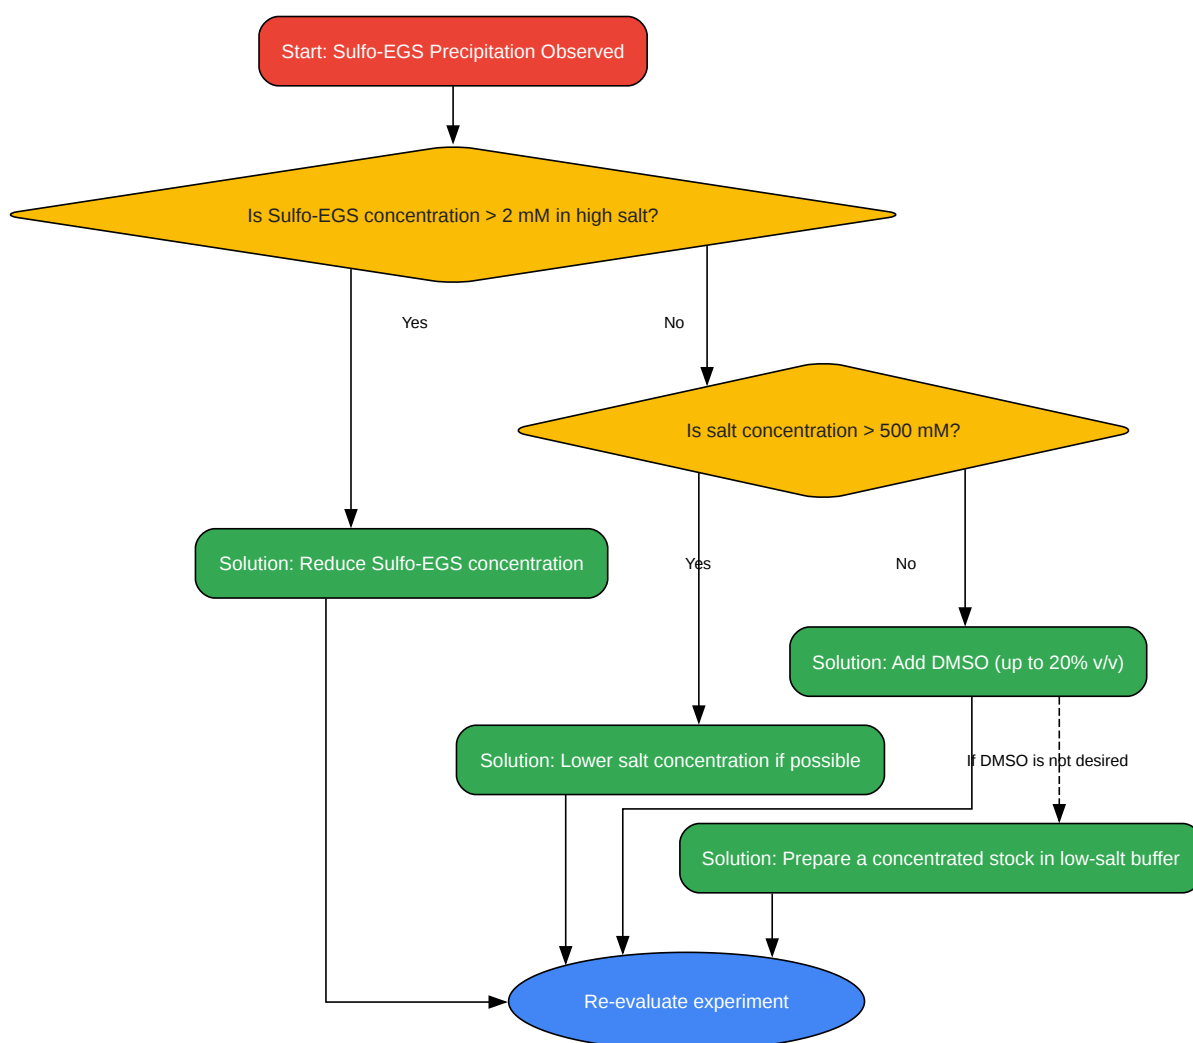 Start: Sulfo-EGS Precipitation Observed
Is Sulfo-EGS concentration > 2 mM in high salt?
Yes
No
Is salt concentration > 500 mM?
Solution: Reduce Sulfo-EGS concentration
Yes
No
Solution: Add DMSO (up to 20% v/v)
Solution: Lower salt concentration if possible
If DMSO is not desired
Solution: Prepare a concentrated stock in low-salt buffer
Re-evaluate experiment